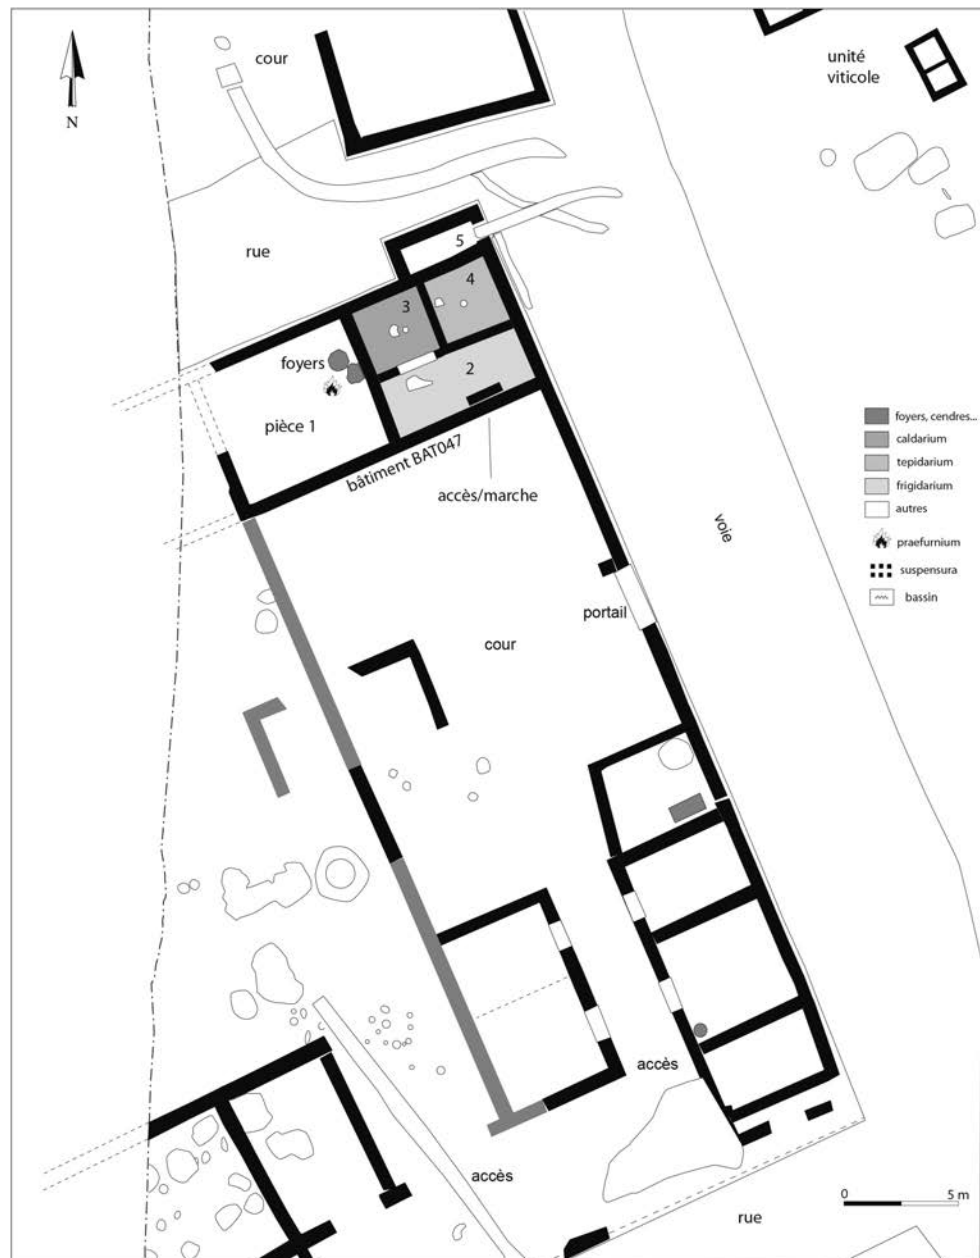 cour
unité
viticole
N
rue
5
4
3
2
foyers
pièce 1
bâtiment BAT047
accès/marche
foyers, cendres...
caldarium
tepidarium
frigidarium
autres
praefurnium
suspensura
bassin
voie
portail
cour
accès
accès
rue
0 5 m